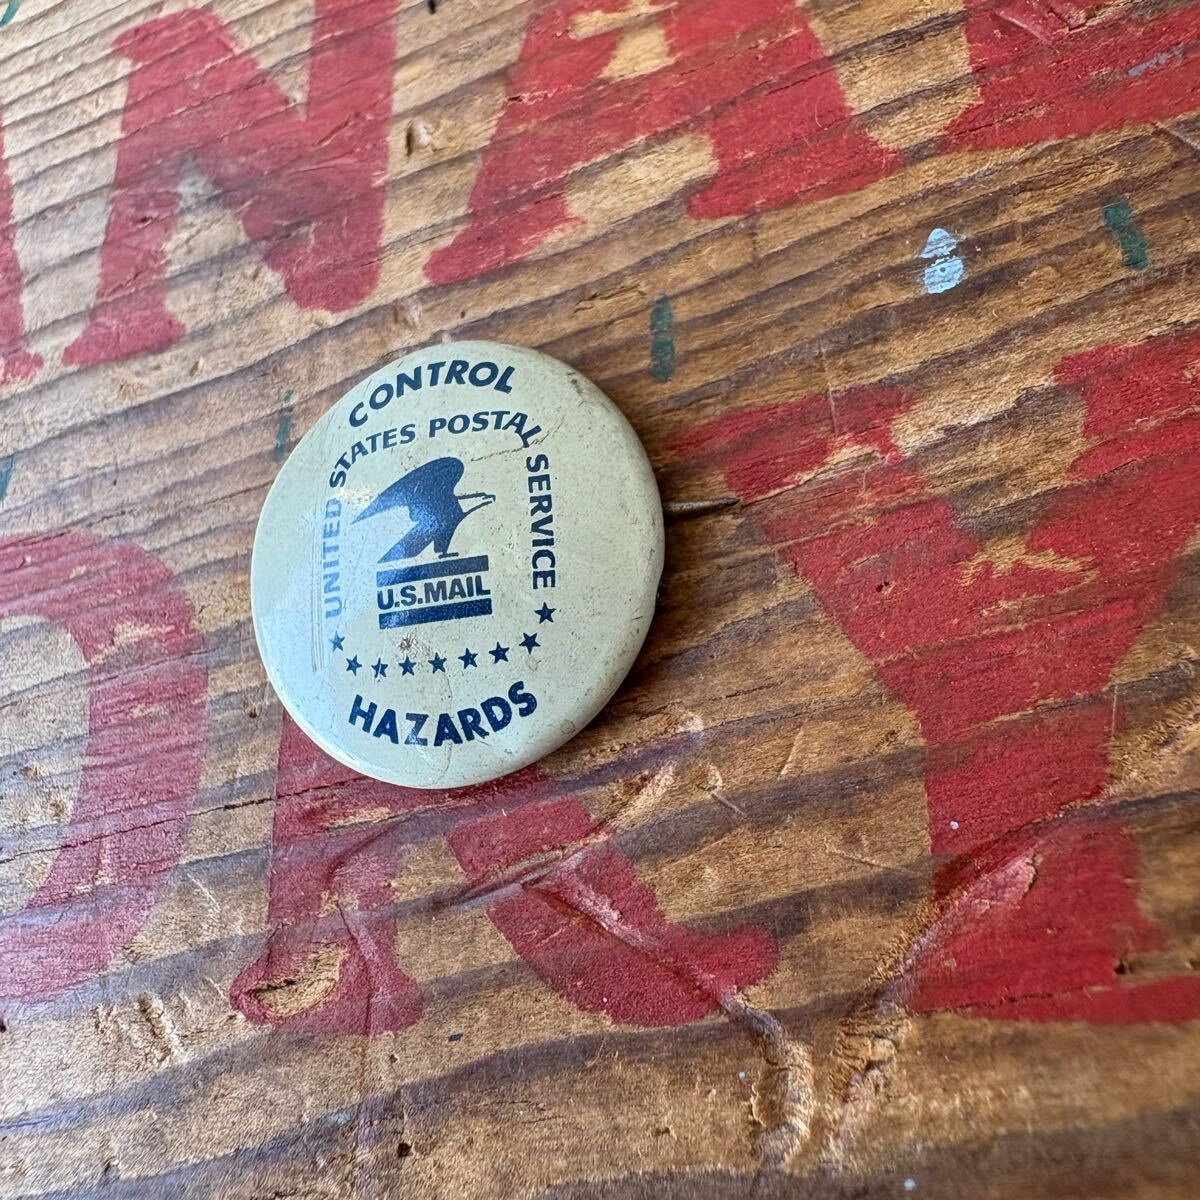 CONTROL
UNITED STATES POSTAL SERVICE
U.S.MAIL
HAZARDS